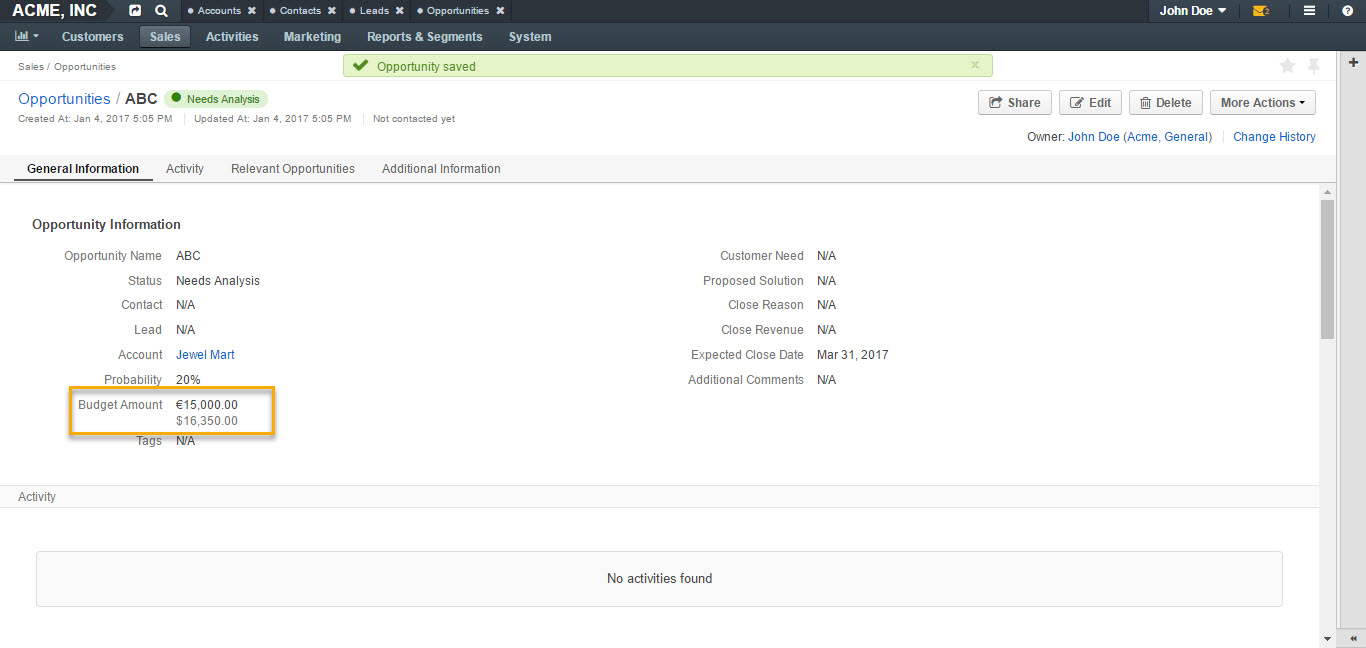 ACME, INC Accounts Contacts Leads Opportunities John Doe 2
Customers Sales Activities Marketing Reports & Segments System
Sales / Opportunities
Opportunity saved
Opportunities / ABC Needs Analysis
Share Edit Delete More Actions
Created At: Jan 4, 2017 5:05 PM Updated At: Jan 4, 2017 5:05 PM Not contacted yet
Owner: John Doe (Acme, General) Change History
General Information Activity Relevant Opportunities Additional Information
Opportunity Information
Opportunity Name ABC
Status Needs Analysis
Contact N/A
Lead N/A
Account Jewel Mart
Probability 20%
Budget Amount €15,000.00
$16,350.00
Tags N/A
Customer Need N/A
Proposed Solution N/A
Close Reason N/A
Close Revenue N/A
Expected Close Date Mar 31, 2017
Additional Comments N/A
Activity
No activities found